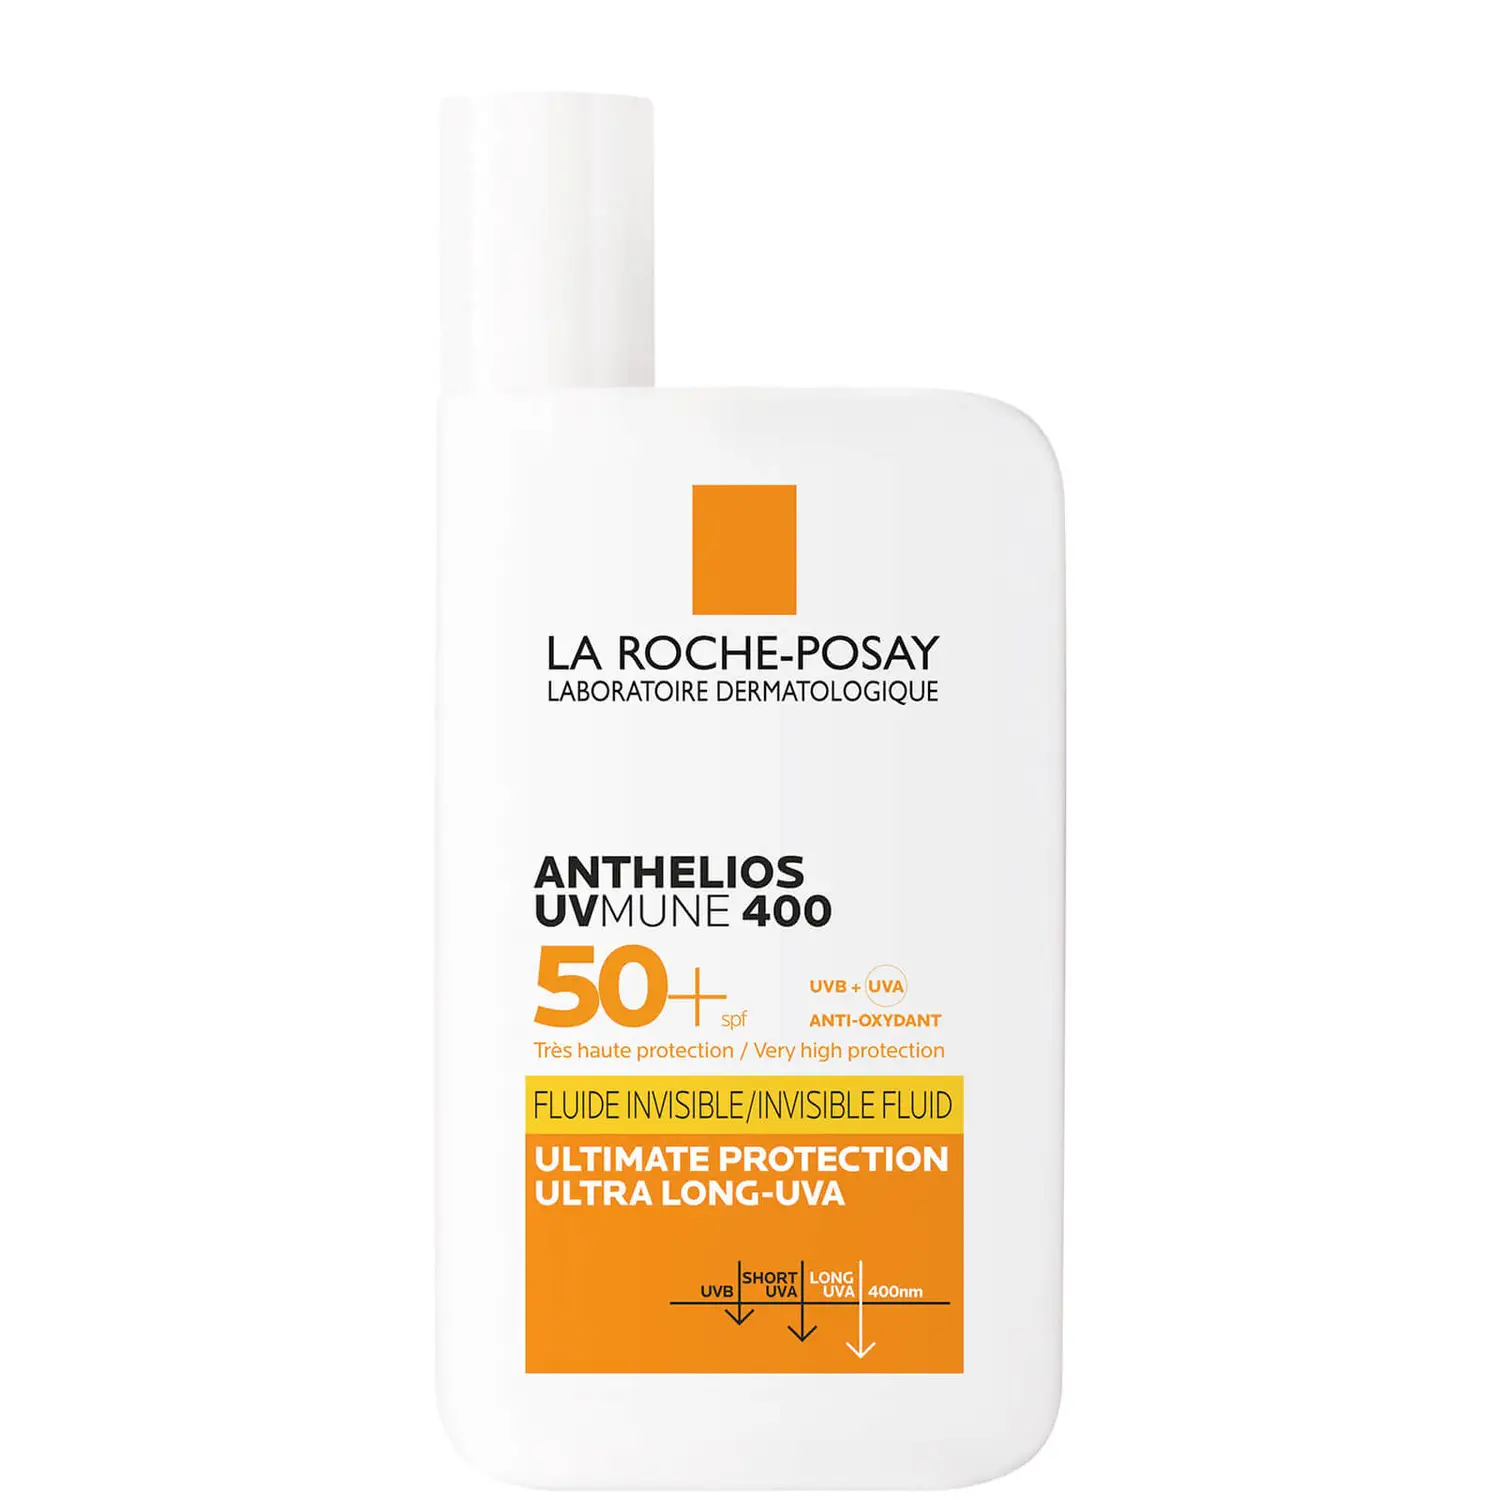 LA ROCHE-POSAY
LABORATOIRE DERMATOLOGIQUE
ANTHELIOS
UVMUNE 400
50+ spf
UVB + UVA
ANTI-OXYDANT
Très haute protection / Very high protection
FLUIDE INVISIBLE/INVISIBLE FLUID
ULTIMATE PROTECTION
ULTRA LONG-UVA
UVB SHORT UVA LONG UVA 400nm